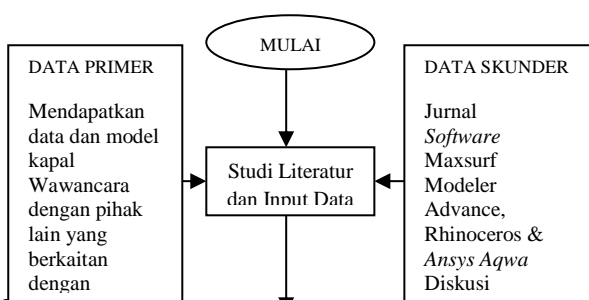 MULAI
DATA PRIMER
Mendapatkan
data dan model
kapal
Wawancara
dengan pihak
lain yang
berkaitan
dengan
Studi Literatur
dan Input Data
DATA SKUNDER
Jurnal
Software
Maxsurf
Modeler
Advance,
Rhinoceros &
Ansys Aqwa
Diskusi